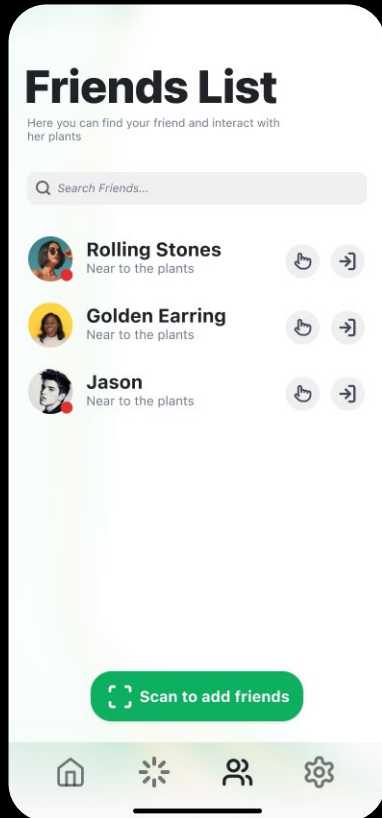 Friends List
Here you can find your friend and interact with
her plants
Search Friends...
Rolling Stones
Near to the plants
Golden Earring
Near to the plants
Jason
Near to the plants
Scan to add friends